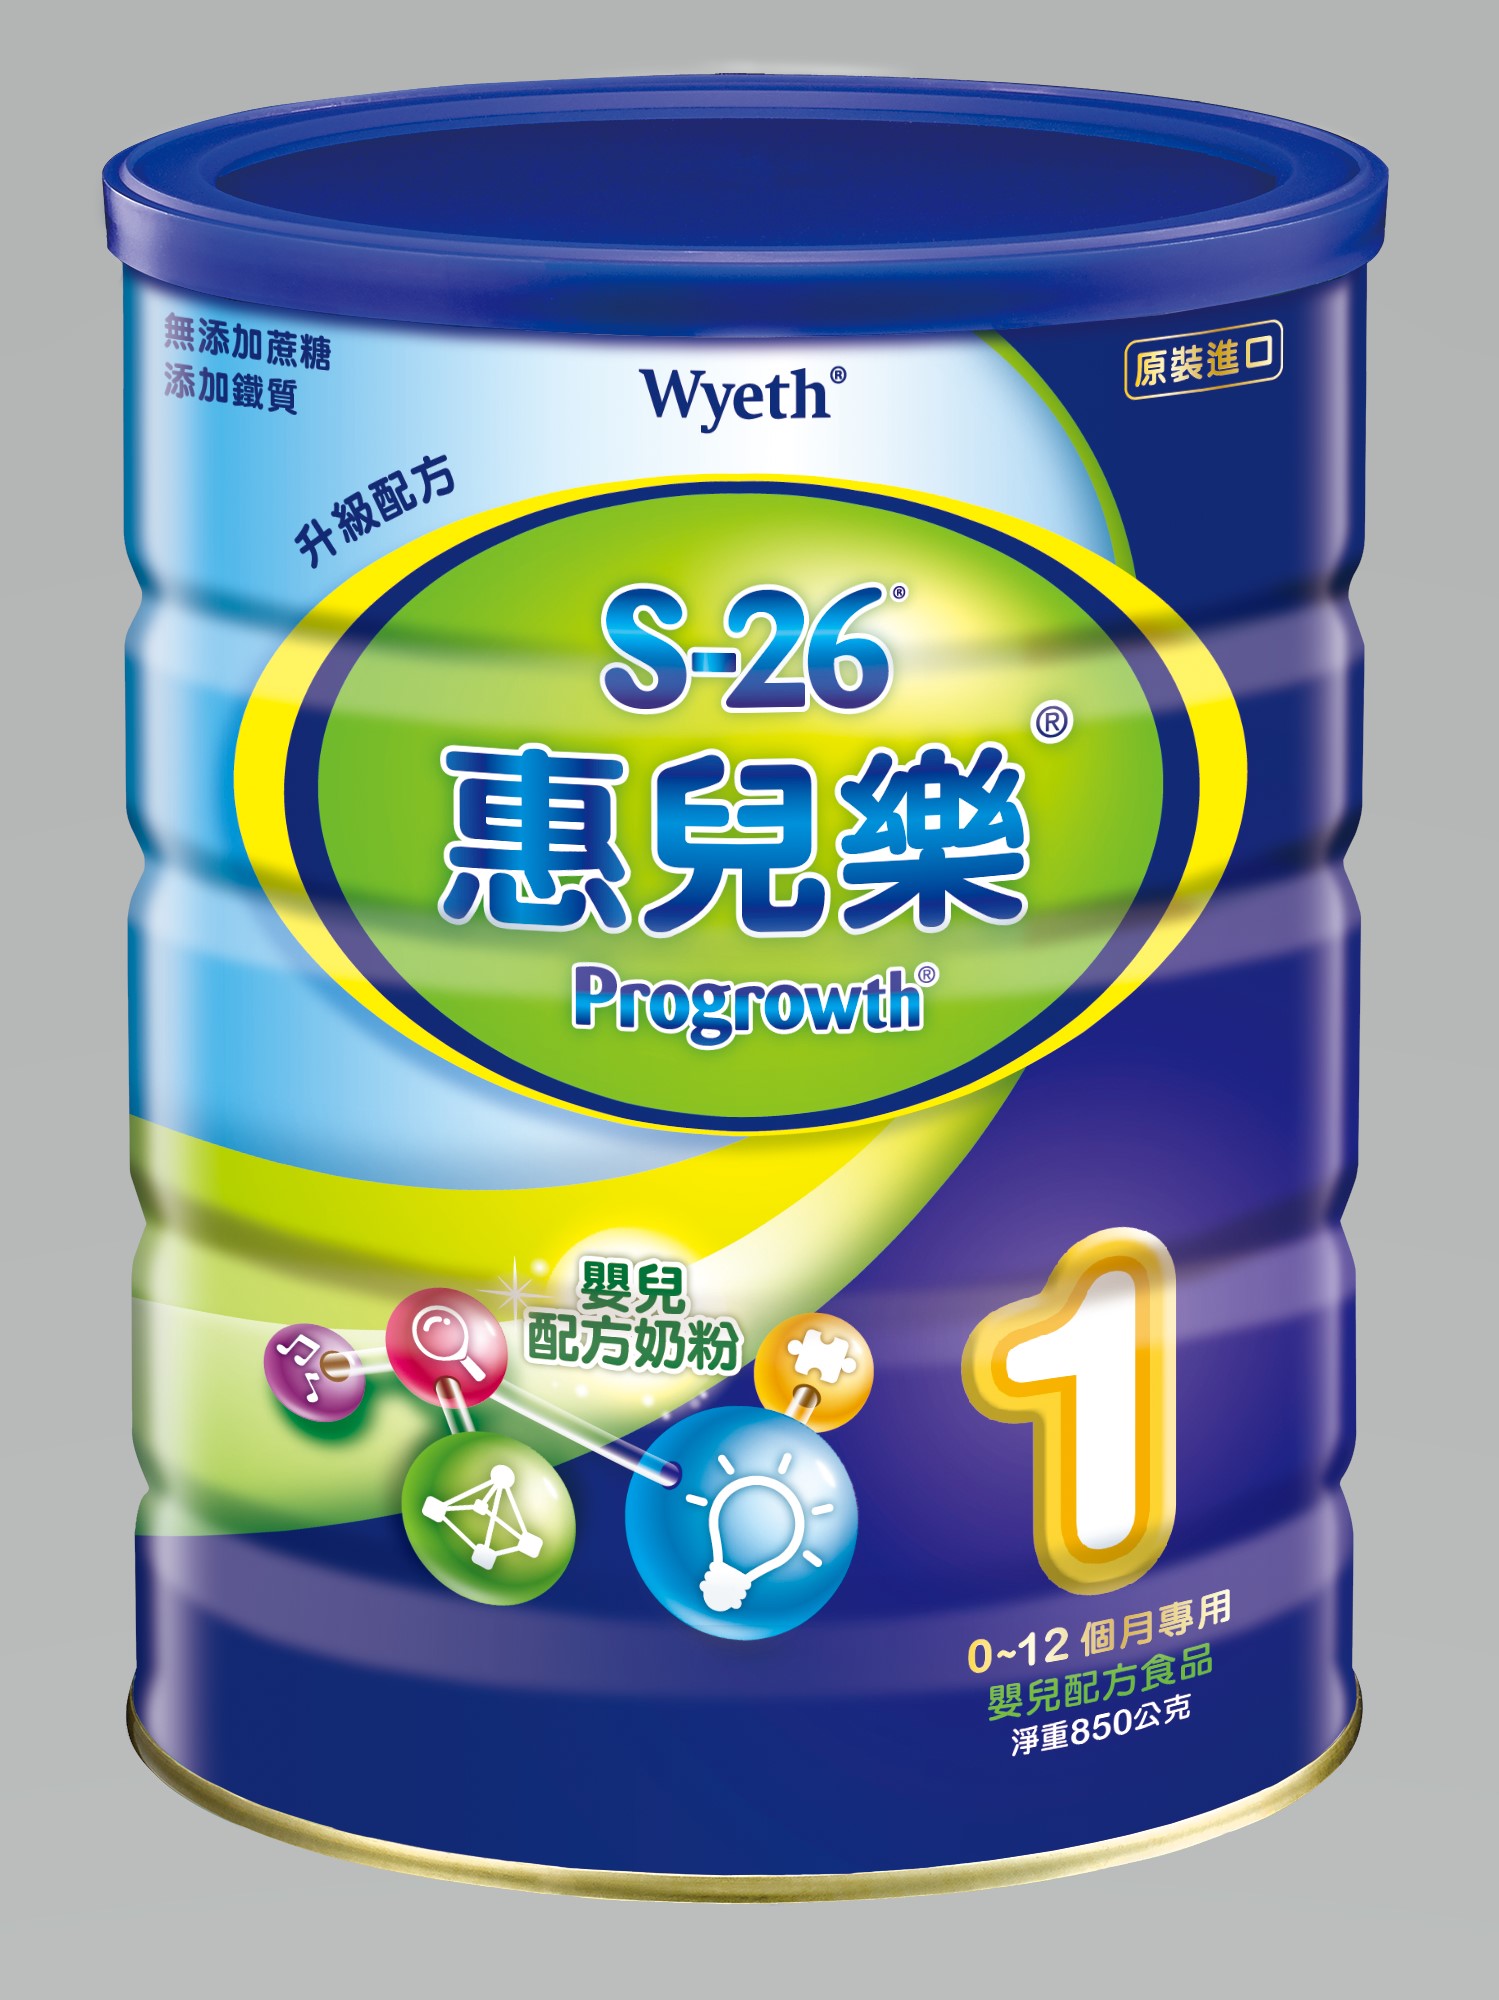 無添加蔗糖
添加鐵質
Wyeth®
原裝進口
升級配方
S-26®
惠兒樂®
Progrowth®
嬰兒
配方奶粉
1
0~12個月專用
嬰兒配方食品
淨重850公克